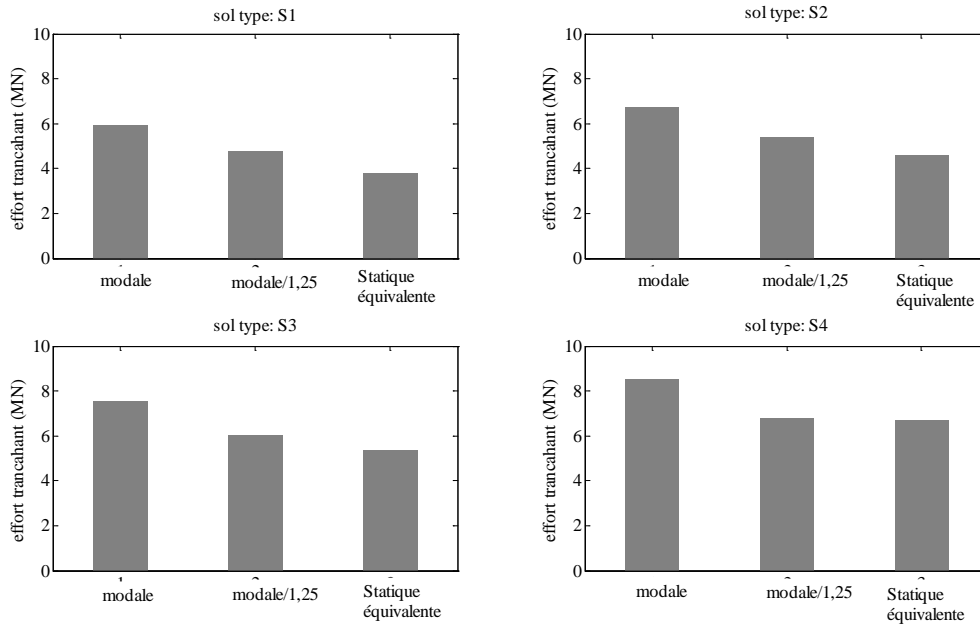 sol type: S1
effort trancahant (MN)
10
8
6
4
2
0
modale
modale/1,25
Statique
équivalente
sol type: S2
effort trancahant (MN)
10
8
6
4
2
0
modale
modale/1,25
Statique
équivalente
sol type: S3
effort trancahant (MN)
10
8
6
4
2
0
modale
modale/1,25
Statique
équivalente
sol type: S4
effort trancahant (MN)
10
8
6
4
2
0
modale
modale/1,25
Statique
équivalente